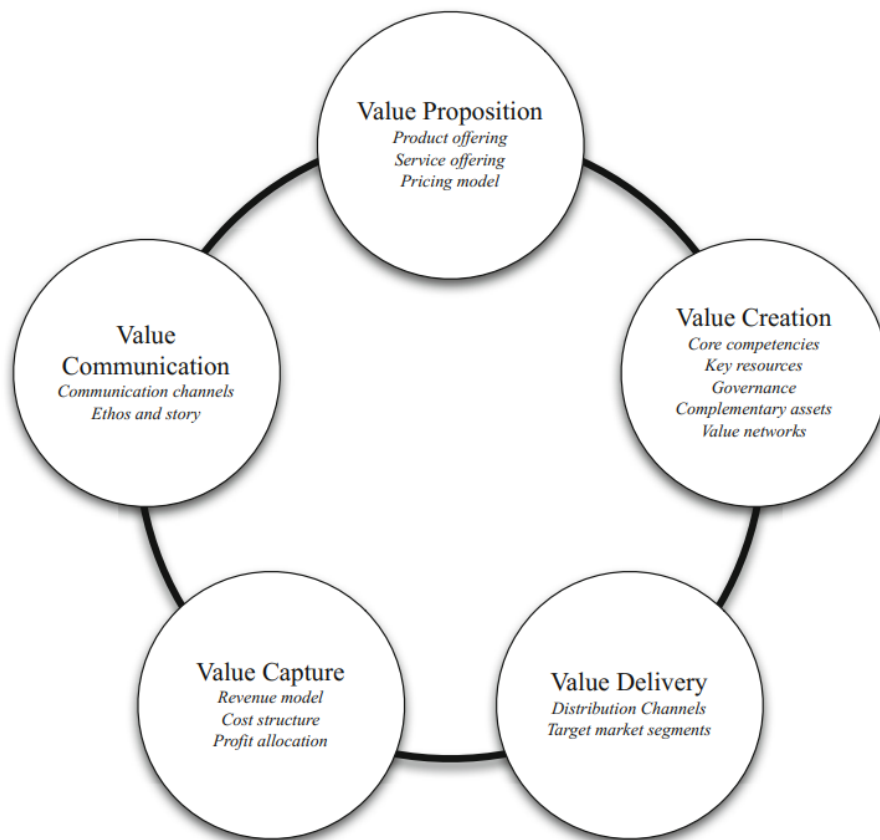 Value Proposition
Product offering
Service offering
Pricing model
Value Creation
Core competencies
Key resources
Governance
Complementary assets
Value networks
Value Delivery
Distribution Channels
Target market segments
Value Capture
Revenue model
Cost structure
Profit allocation
Value
Communication
Communication channels
Ethos and story